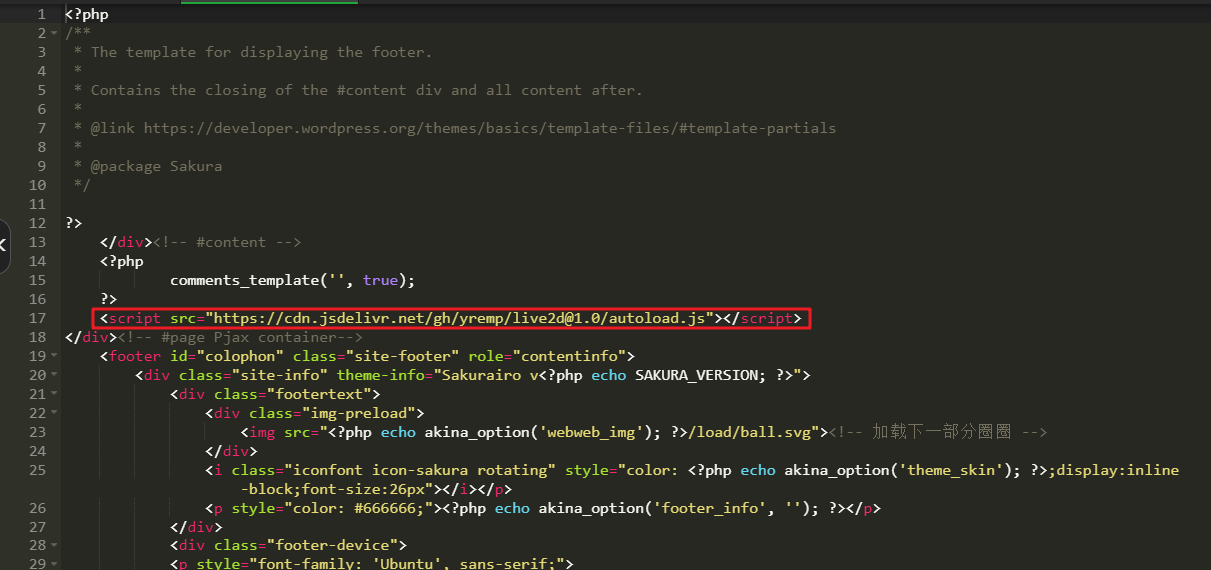 1 <?php
2 /**
3  * The template for displaying the footer.
4  *
5  * Contains the closing of the #content div and all content after.
6  *
7  * @link https://developer.wordpress.org/themes/basics/template-files/#template-partials
8  *
9  * @package Sakura
10  */
11
12 ?>
13     </div><!-- #content -->
14     <?php
15             comments_template('', true);
16     ?>
17     <script src="https://cdn.jsdelivr.net/gh/yremp/live2d@1.0/autoload.js"></script>
18 </div><!-- #page Pjax container-->
19     <footer id="colophon" class="site-footer" role="contentinfo">
20         <div class="site-info" theme-info="Sakurairo v<?php echo SAKURA_VERSION; ?>">
21             <div class="footertext">
22                 <div class="img-preload">
23                     <img src="<?php echo akina_option('webweb_img'); ?>/load/ball.svg"><!-- 加载下一部分圈圈 -->
24                 </div>
25                 <i class="iconfont icon-sakura rotating" style="color: <?php echo akina_option('theme_skin'); ?>;display:inline
-block;font-size:26px"></i></p>
26                 <p style="color: #666666;"><?php echo akina_option('footer_info', ''); ?></p>
27             </div>
28             <div class="footer-device">
29             <p style="font-family: 'Ubuntu', sans-serif;">